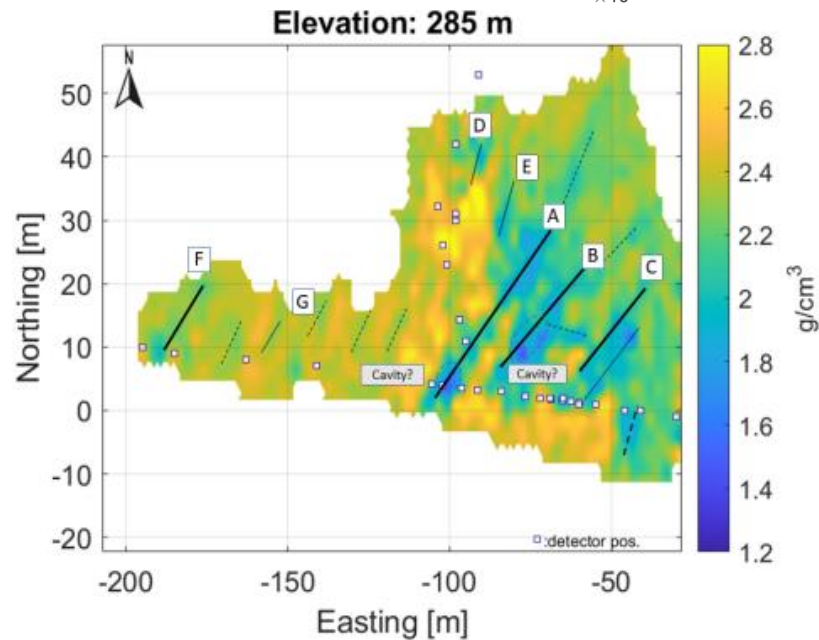 Elevation: 285 m
N
Northing [m]
50
40
30
20
10
0
-10
-20
D
E
A
B
C
F
G
Cavity?
Cavity?
:detector pos.
-200
-150
-100
-50
Easting [m]
2.8
2.6
2.4
2.2
2
1.8
1.6
1.4
1.2
g/cm³